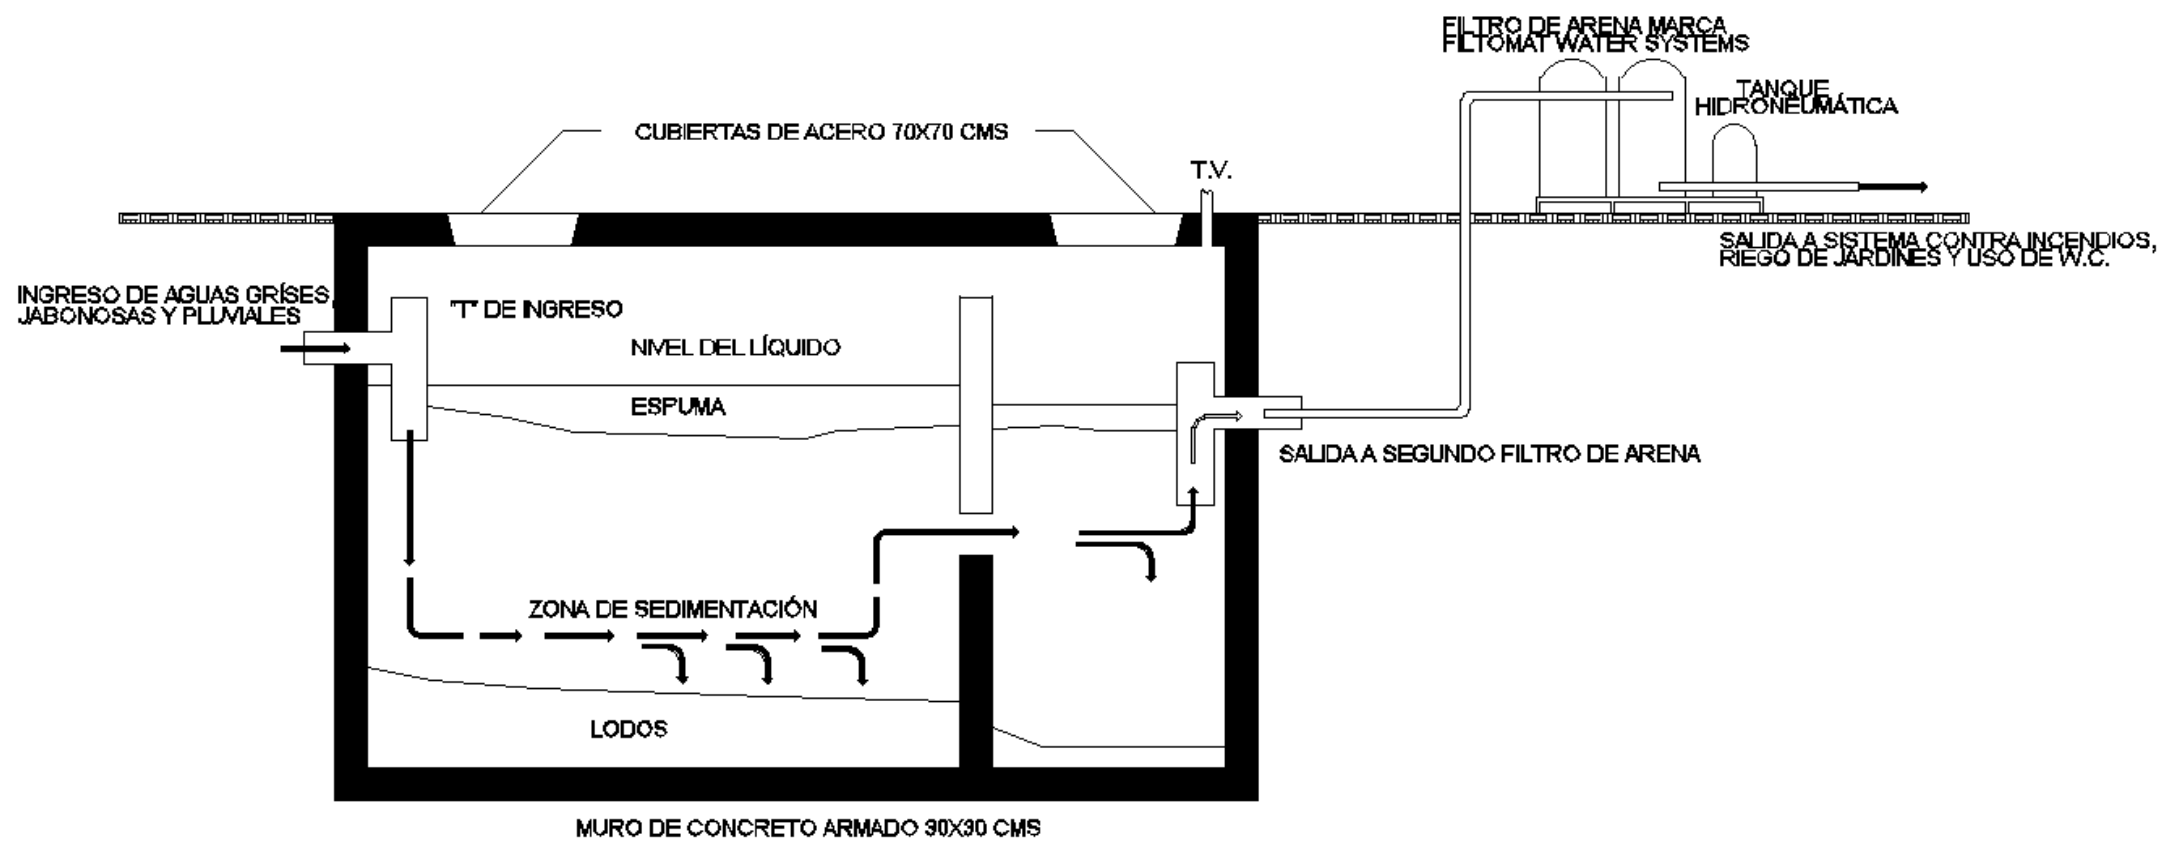 FILTRO DE ARENA MARCA
FILTOMAT WATER SYSTEMS
TANQUE
HIDRONEUMÁTICA
CUBIERTAS DE ACERO 70X70 CMS
T.V.
SALIDA A SISTEMA CONTRA INCENDIOS,
RIEGO DE JARDINES Y USO DE W.C.
INGRESO DE AGUAS GRÍSES,
JABONOSAS Y PLUVIALES
"T" DE INGRESO
NIVEL DEL LÍQUIDO
ESPUMA
SALIDA A SEGUNDO FILTRO DE ARENA
ZONA DE SEDIMENTACIÓN
LODOS
MURO DE CONCRETO ARMADO 30X30 CMS